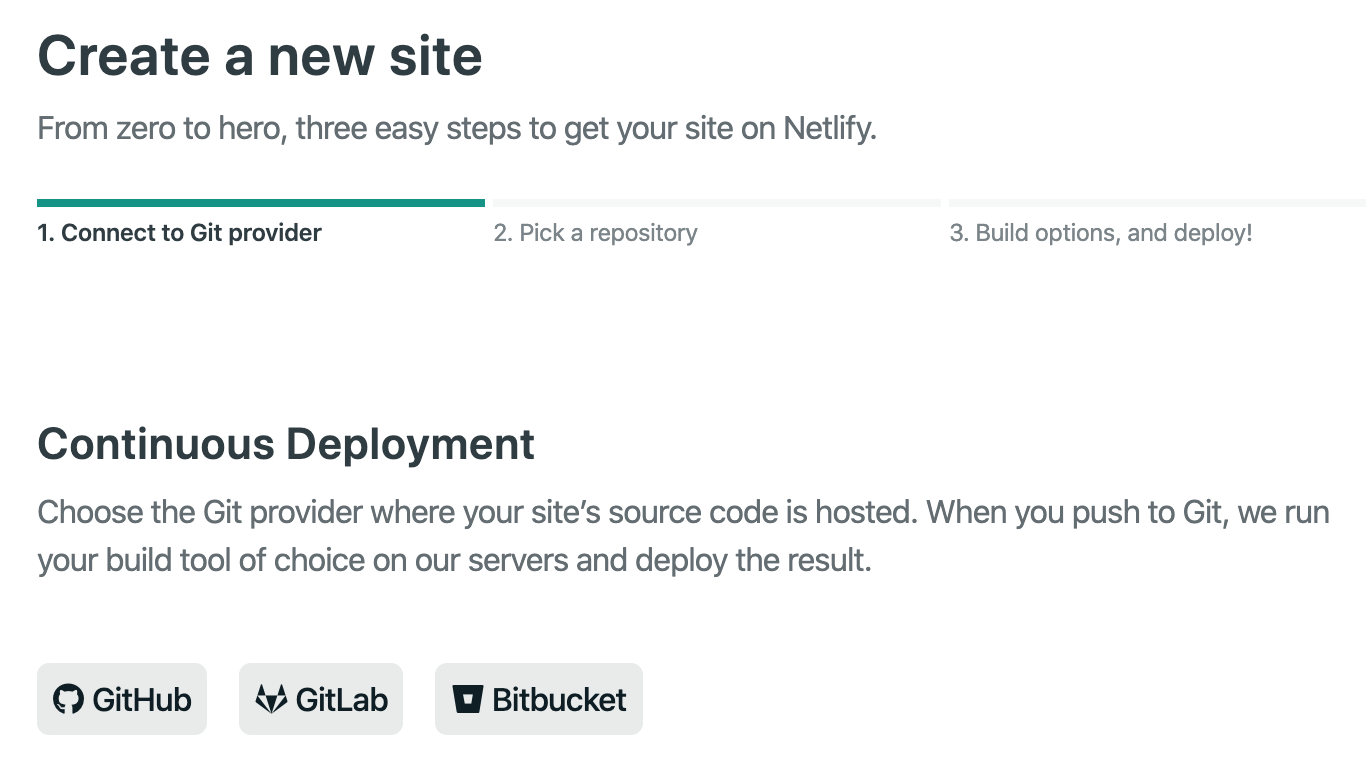 Create a new site
From zero to hero, three easy steps to get your site on Netlify.
1. Connect to Git provider
2. Pick a repository
3. Build options, and deploy!
Continuous Deployment
Choose the Git provider where your site’s source code is hosted. When you push to Git, we run
your build tool of choice on our servers and deploy the result.
GitHub
GitLab
Bitbucket